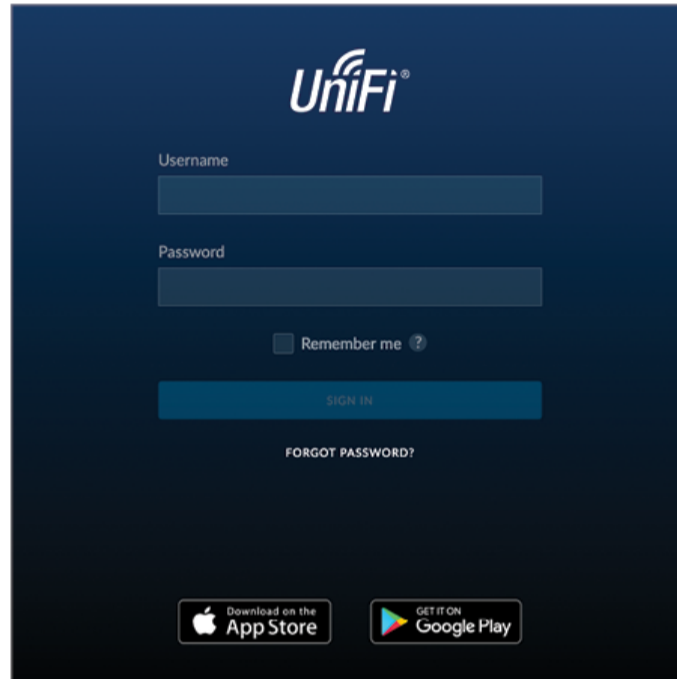 UniFi®
Username
Password
Remember me ?
SIGN IN
FORGOT PASSWORD?
Download on the
App Store
GET IT ON
Google Play